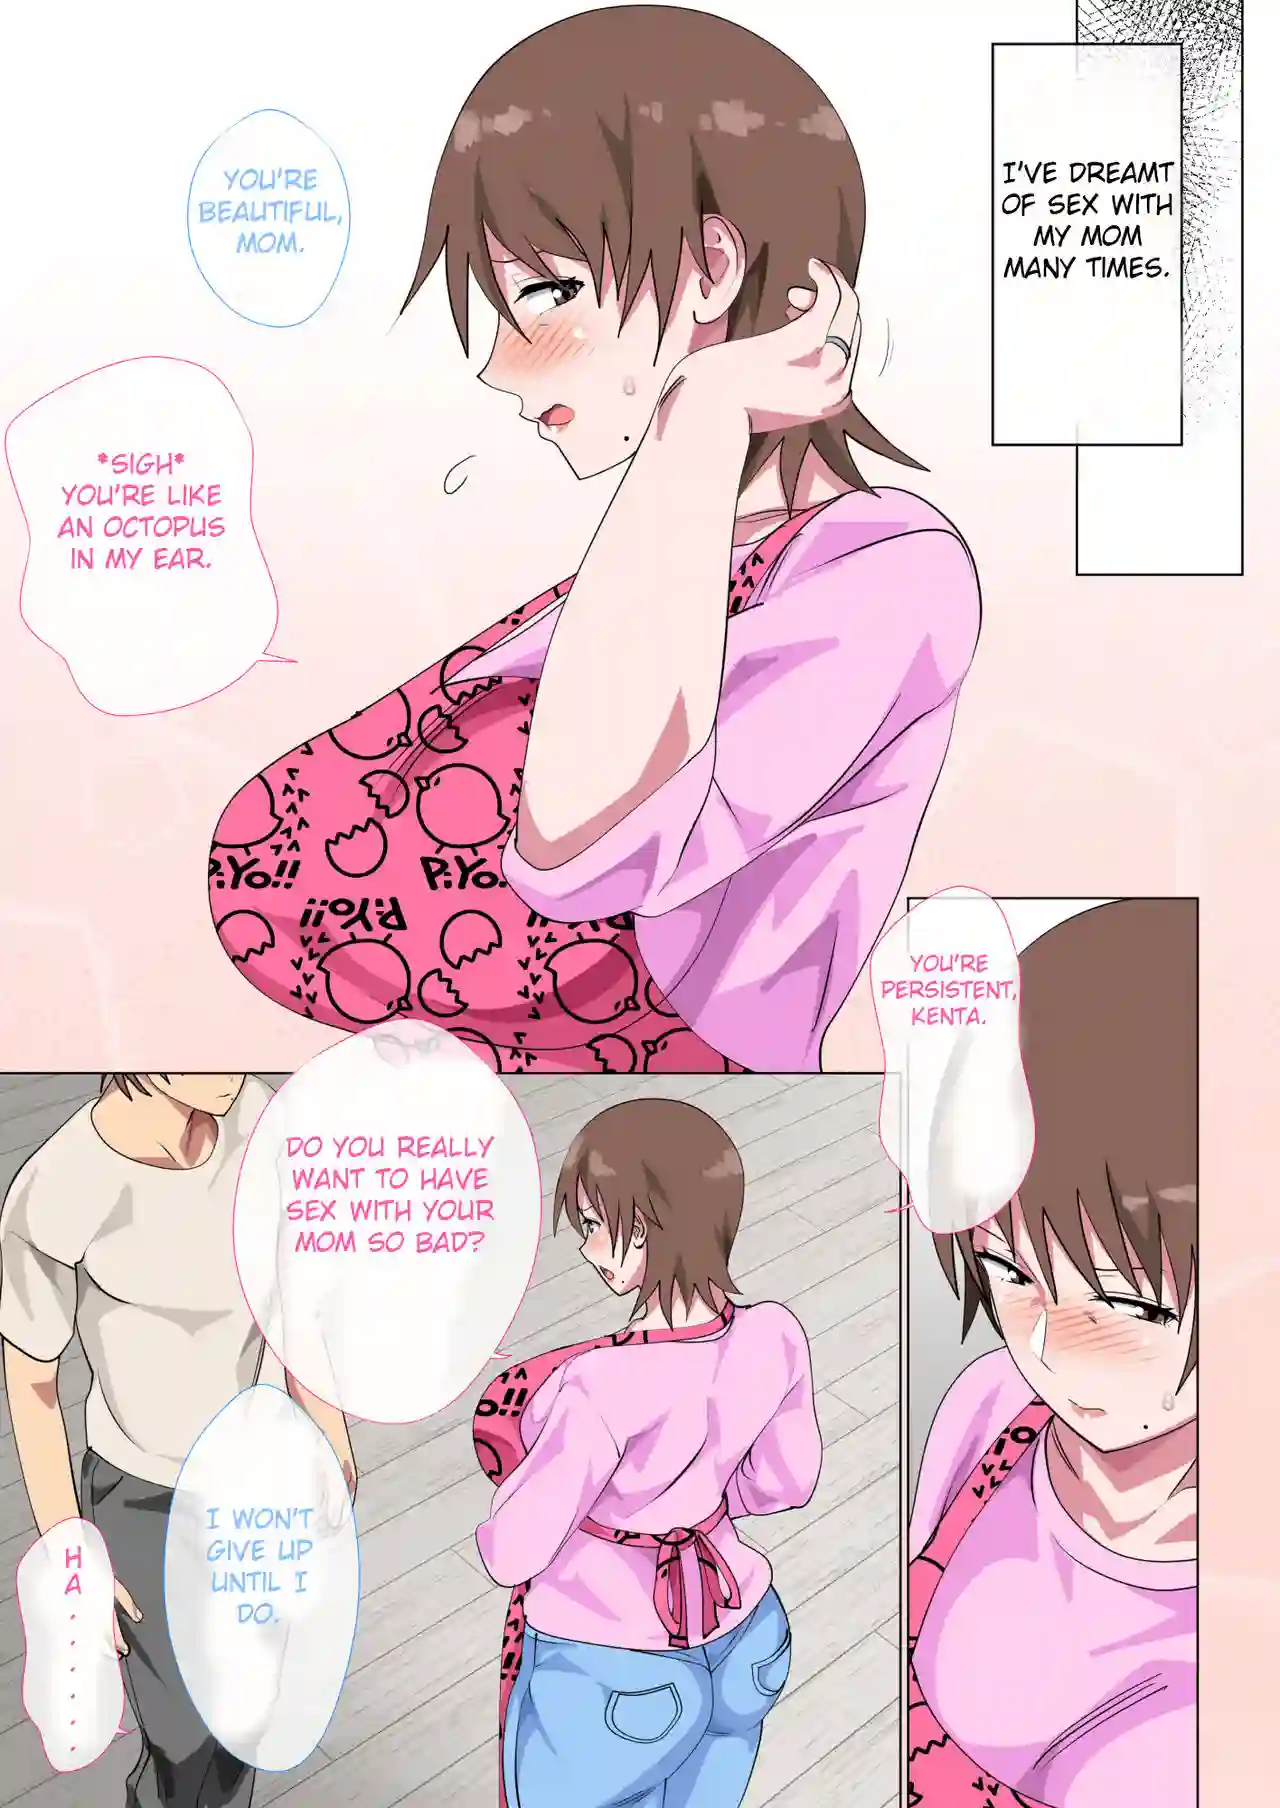 I'VE DREAMT
OF SEX WITH
MY MOM
MANY TIMES.
YOU'RE
BEAUTIFUL,
MOM.
*SIGH*
YOU'RE LIKE
AN OCTOPUS
IN MY EAR.
P:YO!!
P:YO!!
P:YO.
!!
YOU'RE
PERSISTENT,
KENTA.
:YO
DO YOU REALLY
WANT TO HAVE
SEX WITH YOUR
MOM SO BAD?
O!!
I WON'T
GIVE UP
UNTIL I
DO.
HA.......